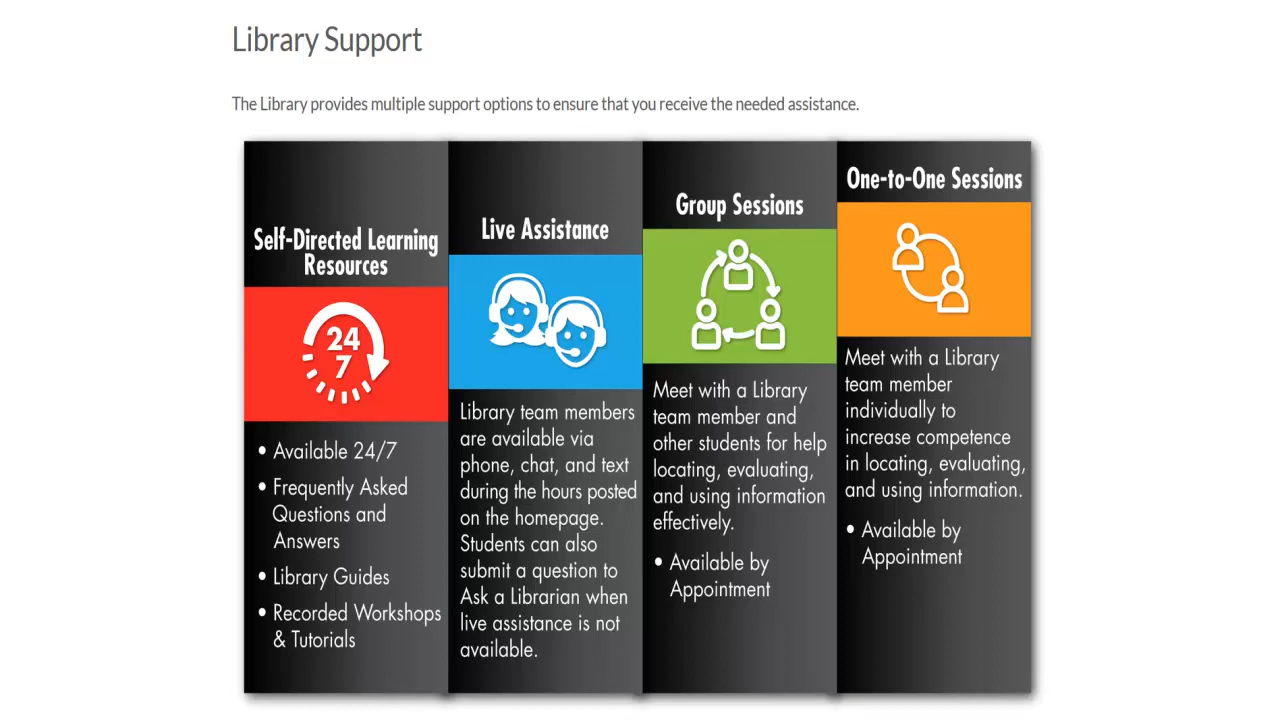 Library Support
The Library provides multiple support options to ensure that you receive the needed assistance.
Self-Directed Learning
Resources
24
7
• Available 24/7
• Frequently Asked
Questions and
Answers
• Library Guides
• Recorded Workshops
& Tutorials
Live Assistance
Library team members
are available via
phone, chat, and text
during the hours posted
on the homepage.
Students can also
submit a question to
Ask a Librarian when
live assistance is not
available.
Group Sessions
Meet with a Library
team member and
other students for help
locating, evaluating,
and using information
effectively.
• Available by
Appointment
One-to-One Sessions
Meet with a Library
team member
individually to
increase competence
in locating, evaluating,
and using information.
• Available by
Appointment